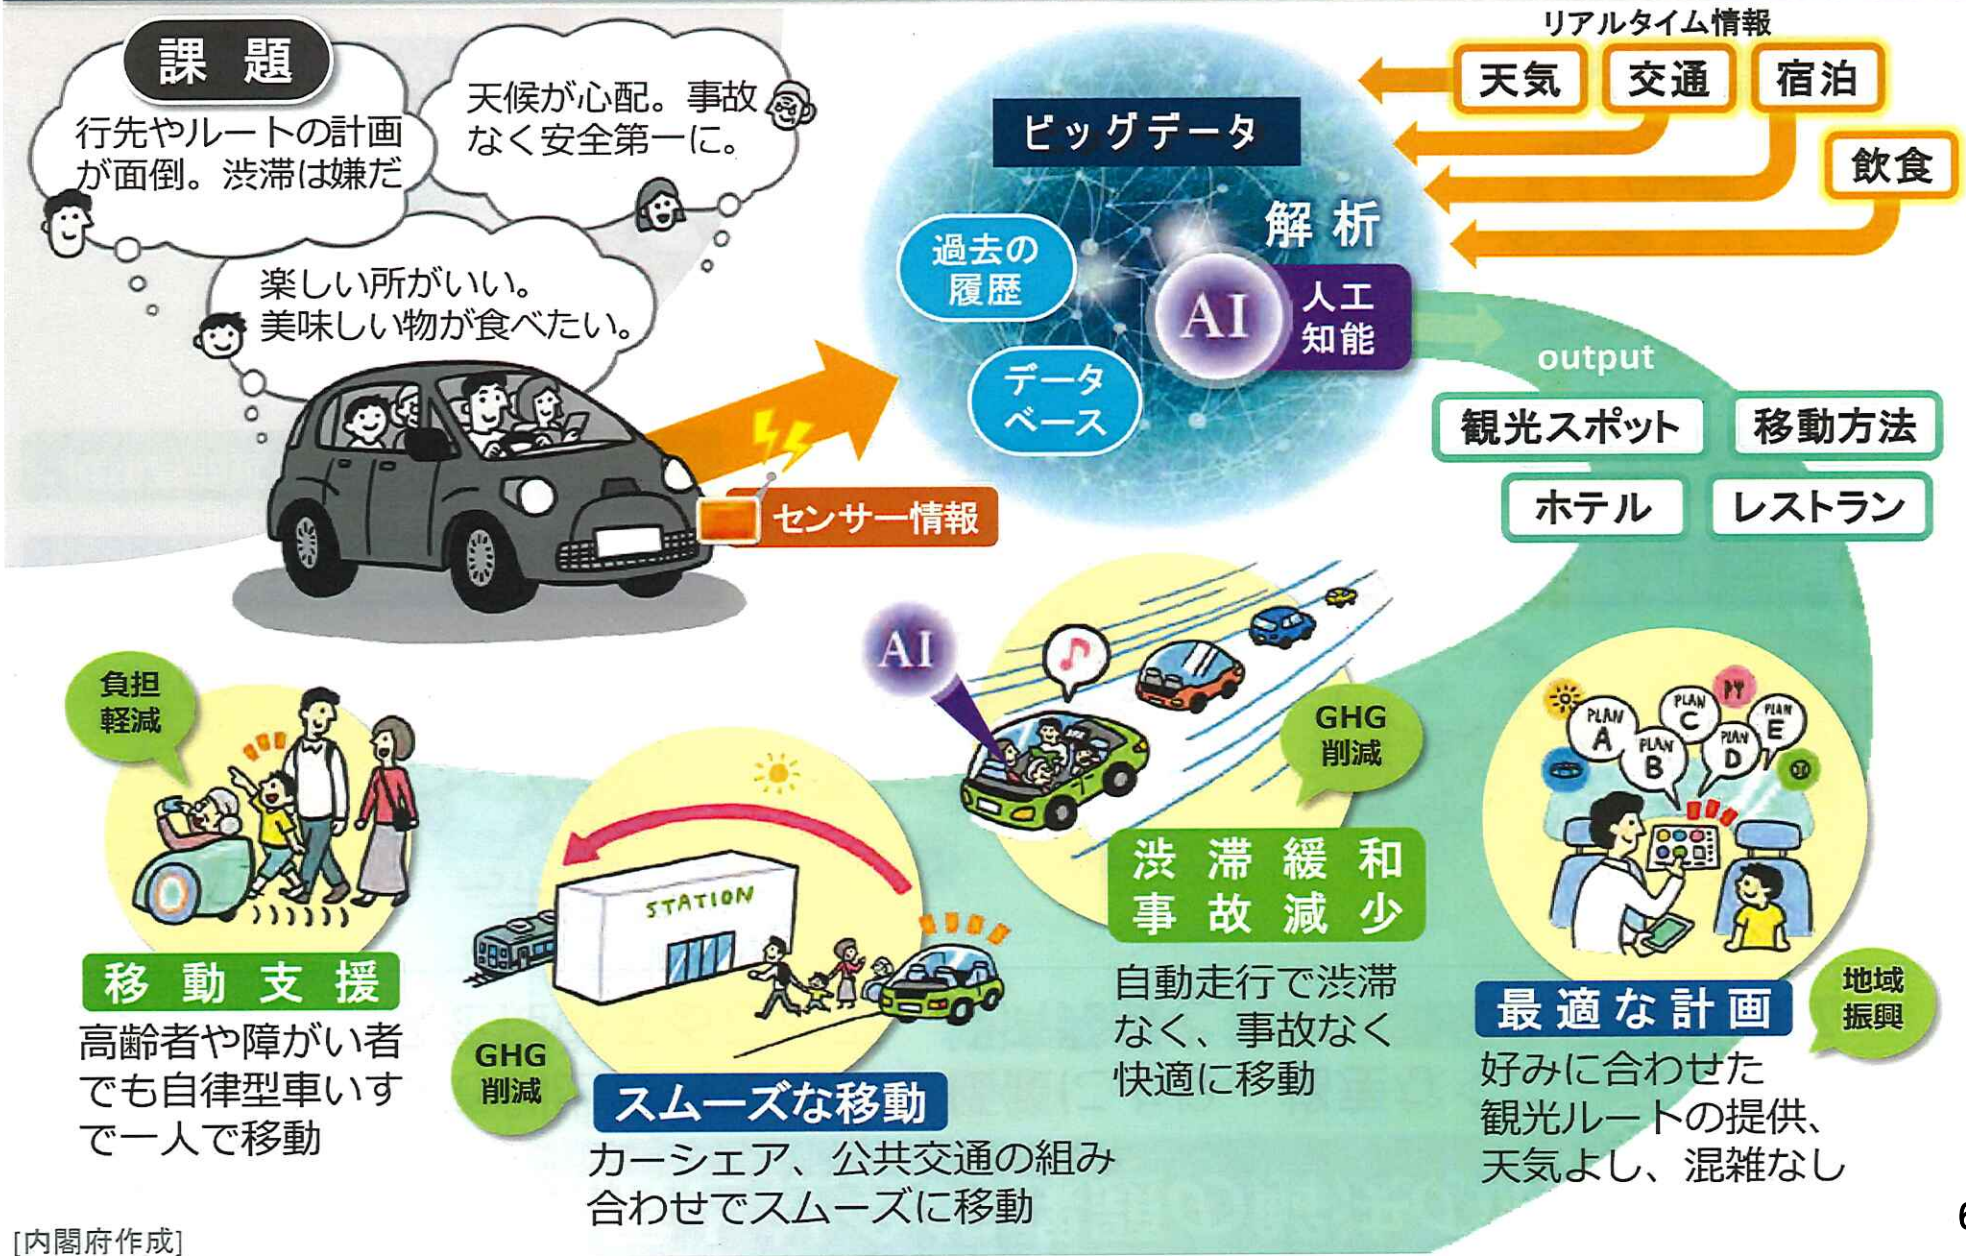 課題
行先やルートの計画
が面倒。渋滞は嫌だ
天候が心配。事故
なく安全第一に。
楽しい所がいい。
美味しい物が食べたい。
センサー情報
ビッグデータ
解析
過去の
履歴
AI
人工
知能
データ
ベース
リアルタイム情報
天気
交通
宿泊
飲食
output
観光スポット
移動方法
ホテル
レストラン
負担
軽減
移動支援
高齢者や障がい者
でも自律型車いす
で一人で移動
STATION
GHG
削減
スムーズな移動
カーシェア、公共交通の組み
合わせでスムーズに移動
AI
GHG
削減
渋滞緩和
事故減少
自動走行で渋滞
なく、事故なく
快適に移動
PLAN
A
PLAN
B
PLAN
C
PLAN
D
PLAN
E
最適な計画
地域
振興
好みに合わせた
観光ルートの提供、
天気よし、混雑なし
[内閣府作成]